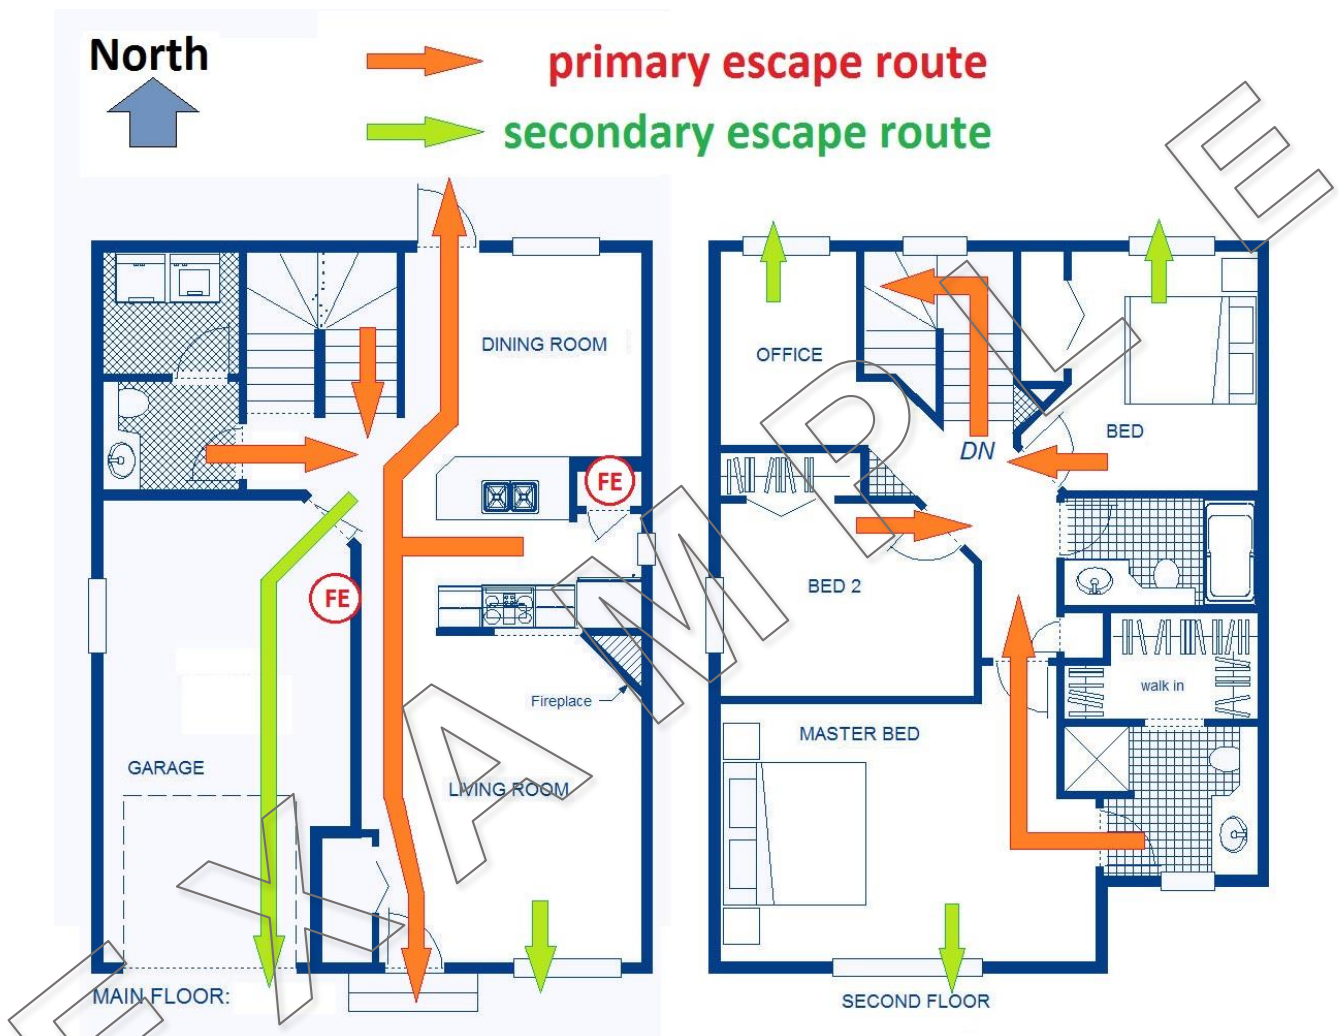 North
primary escape route
secondary escape route
DINING ROOM
OFFICE
BED
DN
FE
BED 2
FE
Fireplace
walk in
MASTER BED
GARAGE
LIVING ROOM
MAIN FLOOR:
SECOND FLOOR
EXAMPLE